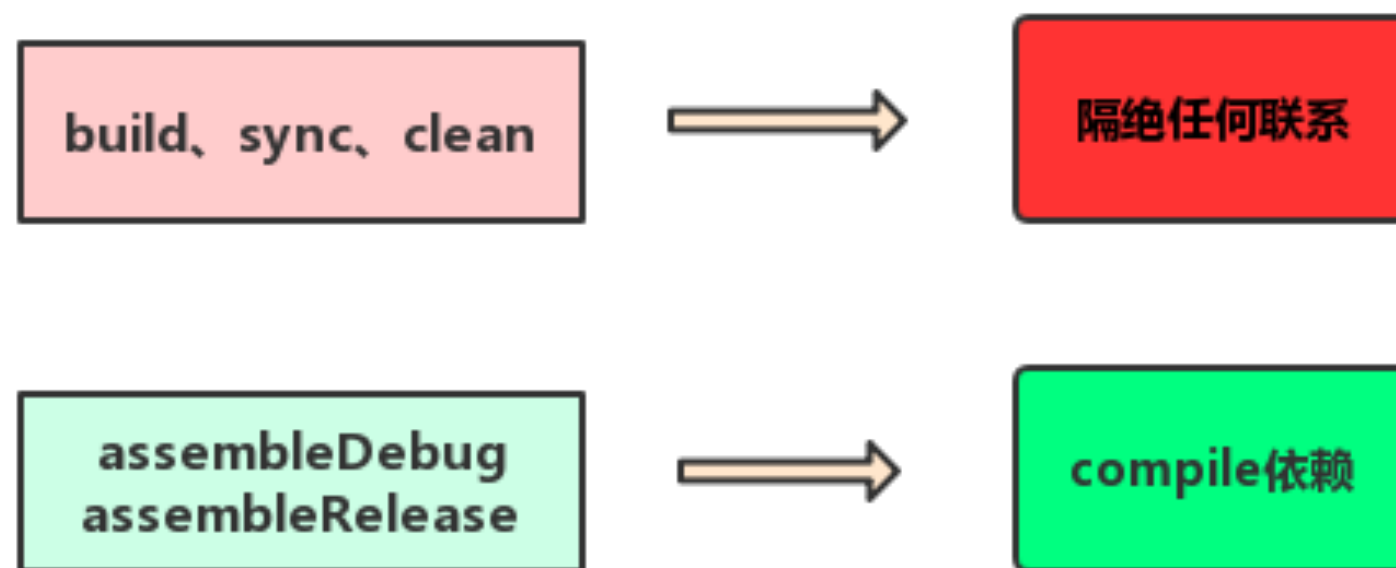 build、sync、clean
隔绝任何联系
assembleDebug
assembleRelease
compile依赖